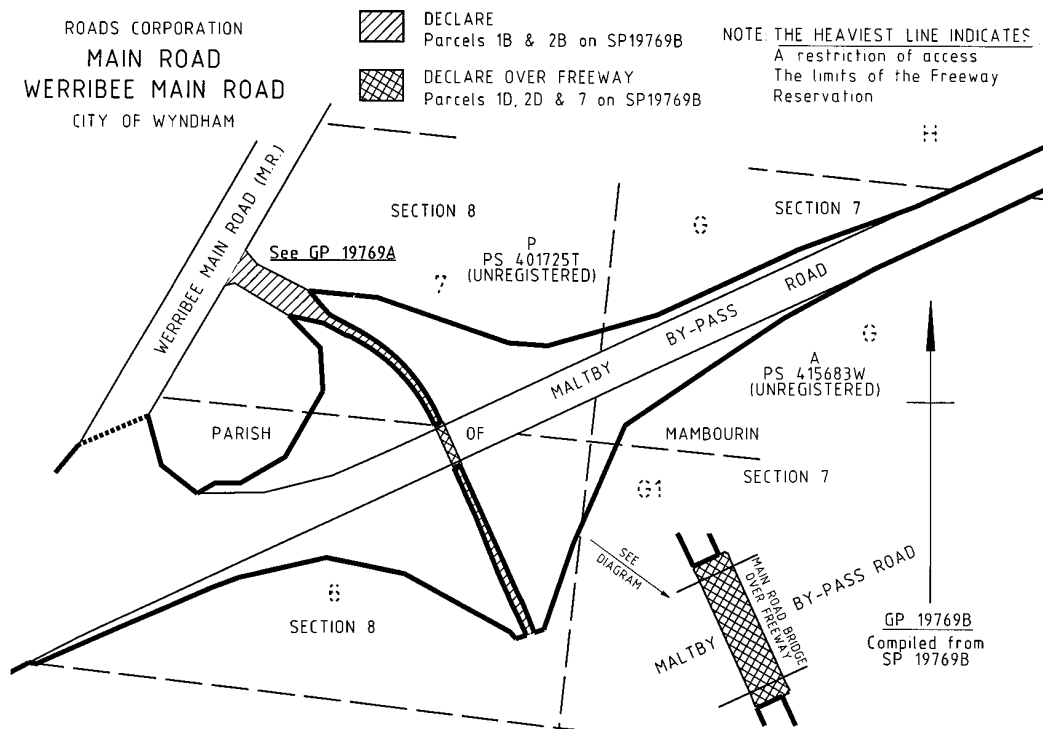 ROADS CORPORATION
MAIN ROAD
WERRIBEE MAIN ROAD
CITY OF WYNDHAM
DECLARE
Parcels 1B & 2B on SP19769B
DECLARE OVER FREEWAY
Parcels 1D, 2D & 7 on SP19769B
NOTE: THE HEAVIEST LINE INDICATES
A restriction of access
The limits of the Freeway
Reservation
H
WERRIBEE MAIN ROAD (M.R.)
SECTION 8
SECTION 7
G
See GP 19769A
P
PS 401725T
(UNREGISTERED)
7
MALTBY BY-PASS ROAD
G
A
PS 415683W
(UNREGISTERED)
PARISH OF MAMBOURIN
SECTION 7
G1
SEE
DIAGRAM
6
SECTION 8
MAIN ROAD BRIDGE
OVER FREEWAY
MALTBY BY-PASS ROAD
GP 19769B
Compiled from
SP 19769B